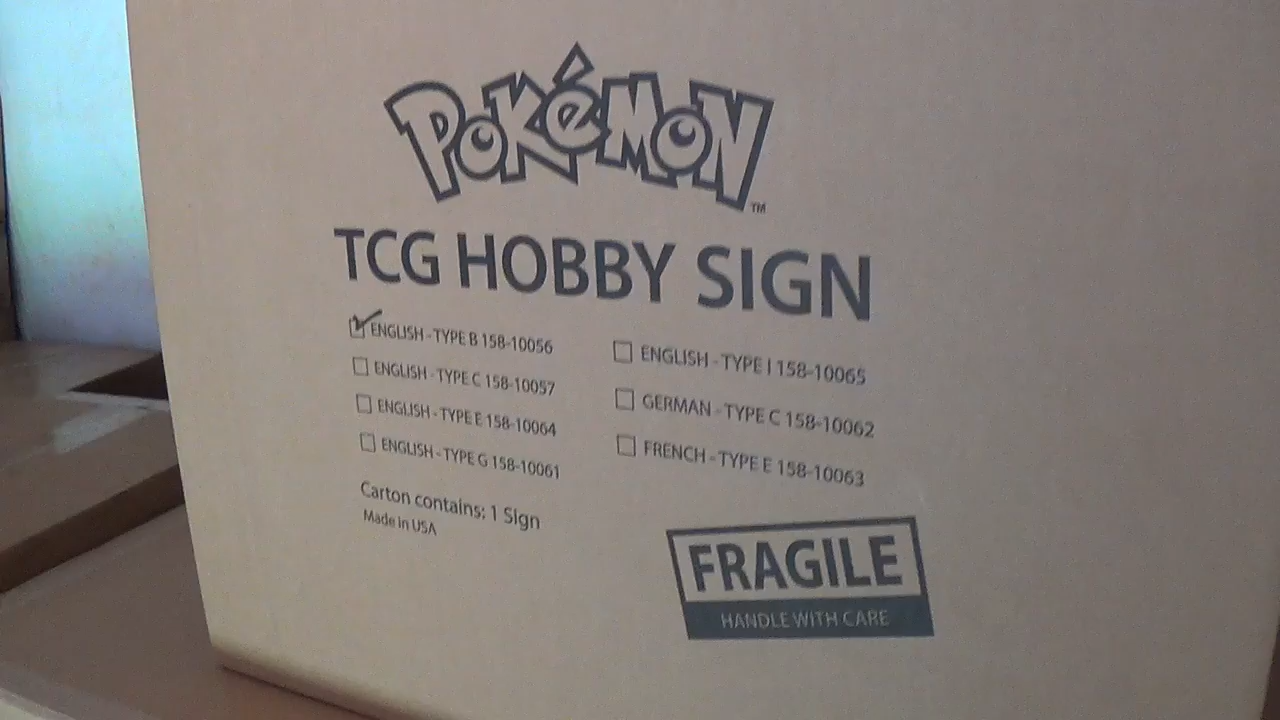 POKéMON
TM
TCG HOBBY SIGN
ENGLISH - TYPE B 158-10056
ENGLISH - TYPE C 158-10057
ENGLISH - TYPE E 158-10064
ENGLISH - TYPE G 158-10061
ENGLISH - TYPE I 158-10065
GERMAN - TYPE C 158-10062
FRENCH - TYPE E 158-10063
Carton contains: 1 Sign
Made in USA
FRAGILE
HANDLE WITH CARE